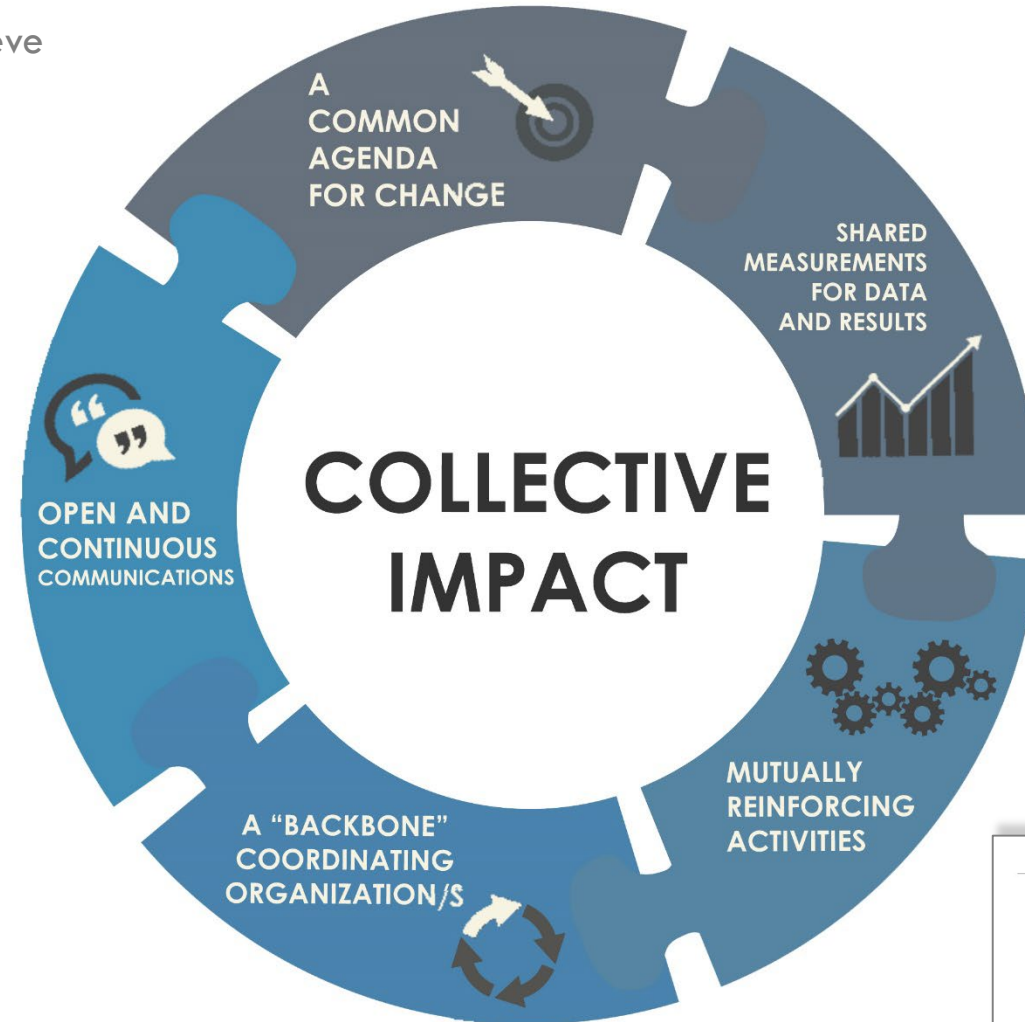 A
COMMON
AGENDA
FOR CHANGE
SHARED
MEASUREMENTS
FOR DATA
AND RESULTS
MUTUALLY
REINFORCING
ACTIVITIES
A “BACKBONE”
COORDINATING
ORGANIZATION/S
OPEN AND
CONTINUOUS
COMMUNICATIONS
COLLECTIVE
IMPACT